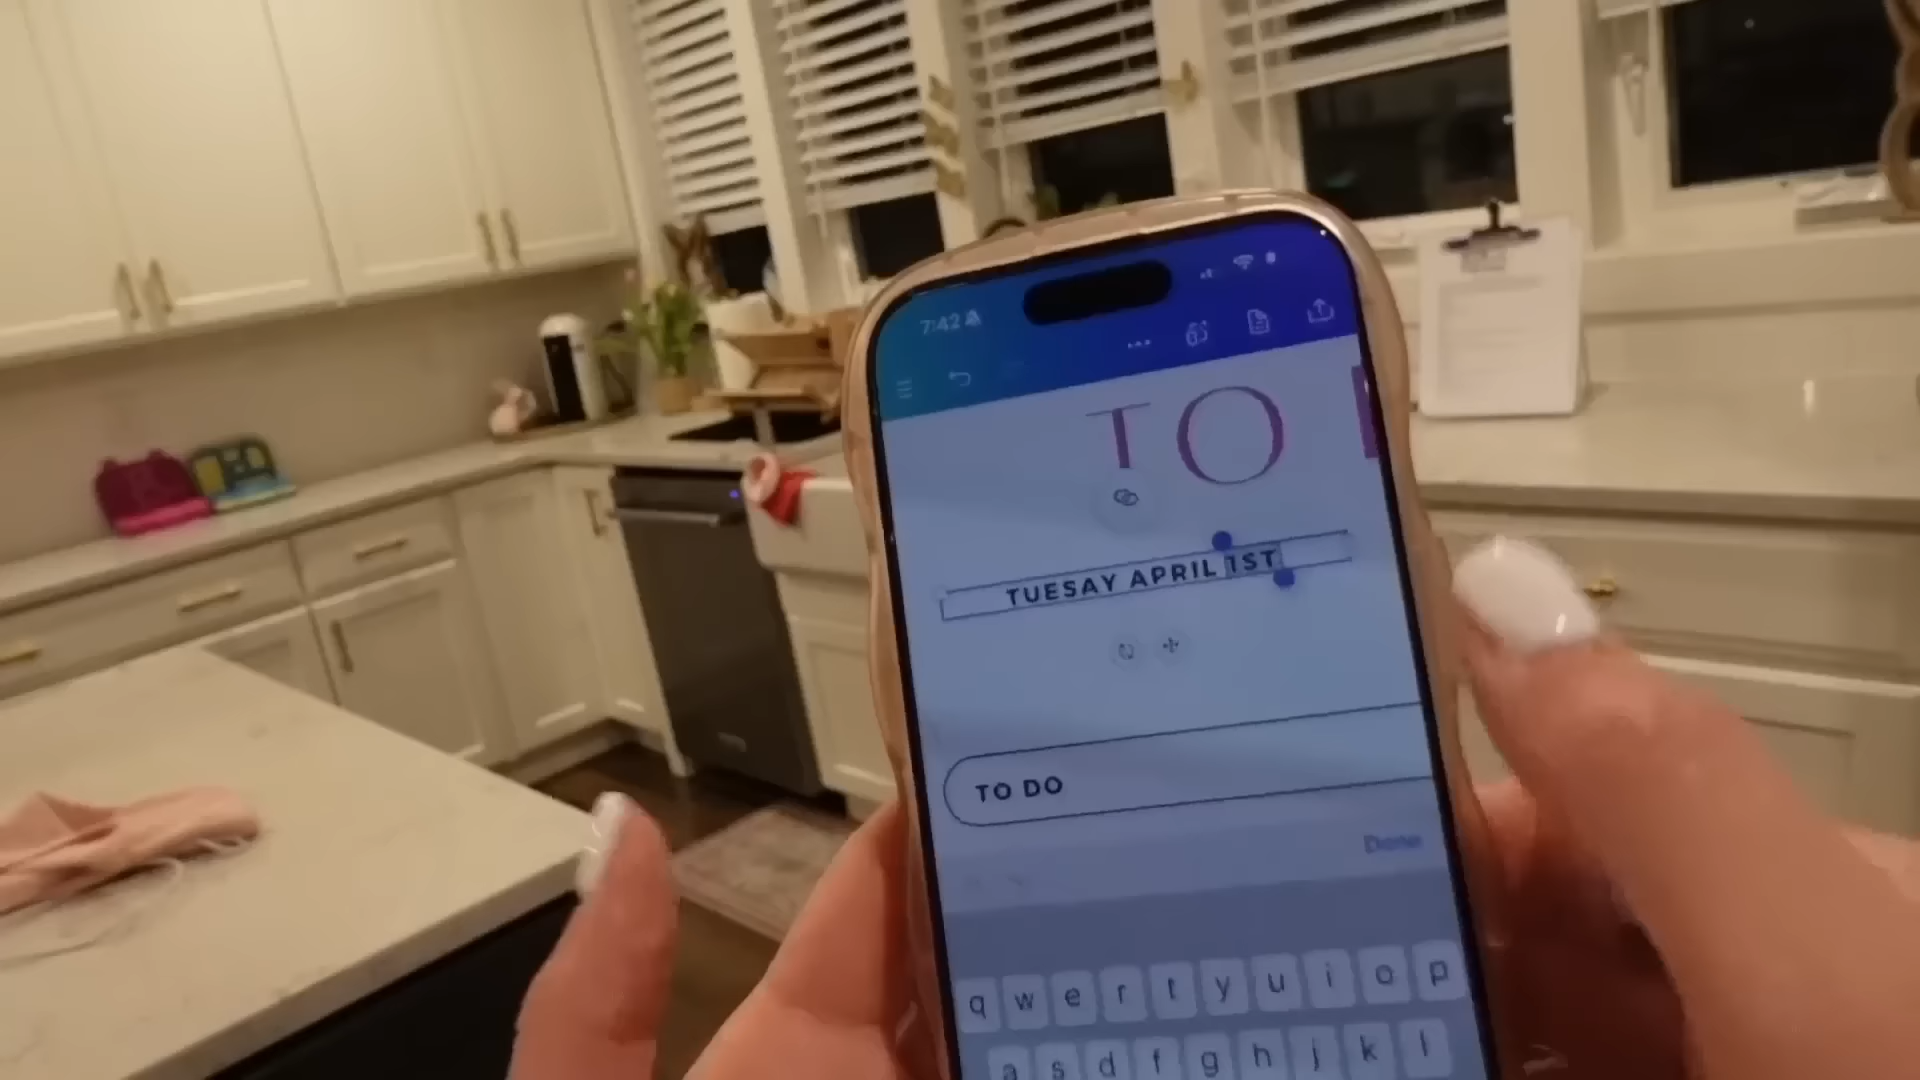 7:42
TO
TUESAY APRIL 1ST
TO DO
Done
q w e r t y u i o p
a s d f g h j k l